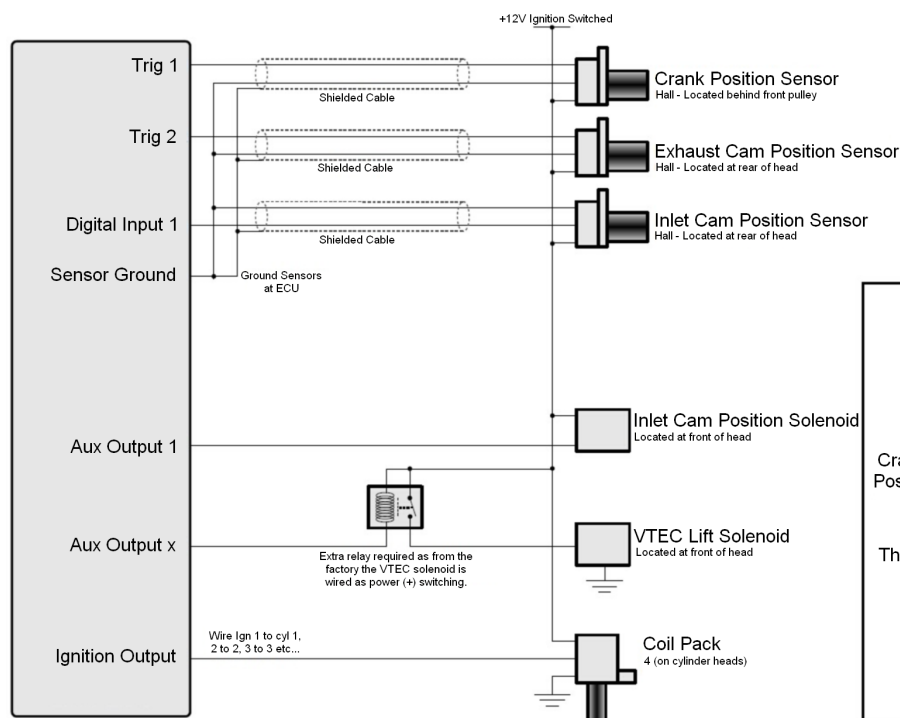 +12V Ignition Switched
Trig 1
Shielded Cable
Crank Position Sensor
Hall - Located behind front pulley
Trig 2
Shielded Cable
Exhaust Cam Position Sensor
Hall - Located at rear of head
Digital Input 1
Shielded Cable
Inlet Cam Position Sensor
Hall - Located at rear of head
Sensor Ground
Ground Sensors
at ECU
Inlet Cam Position Solenoid
Located at front of head
Aux Output 1
Cra
Pos
Aux Output x
Extra relay required as from the
factory the VTEC solenoid is
wired as power (+) switching.
VTEC Lift Solenoid
Located at front of head
Th
Ignition Output
Wire Ign 1 to cyl 1,
2 to 2, 3 to 3 etc...
Coil Pack
4 (on cylinder heads)